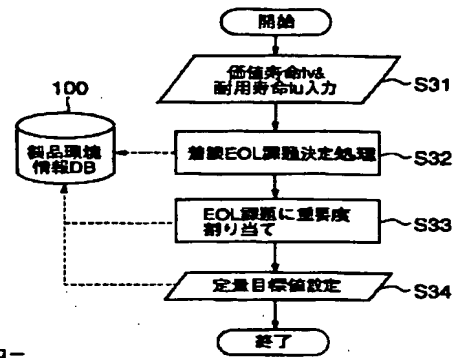 開始
価値寿命tv&
耐用寿命tu入力
S31
100
製品環境
情報DB
着眼EOL課題決定処理
S32
EOL課題に重要度
割り当て
S33
定量目標値設定
S34
終了